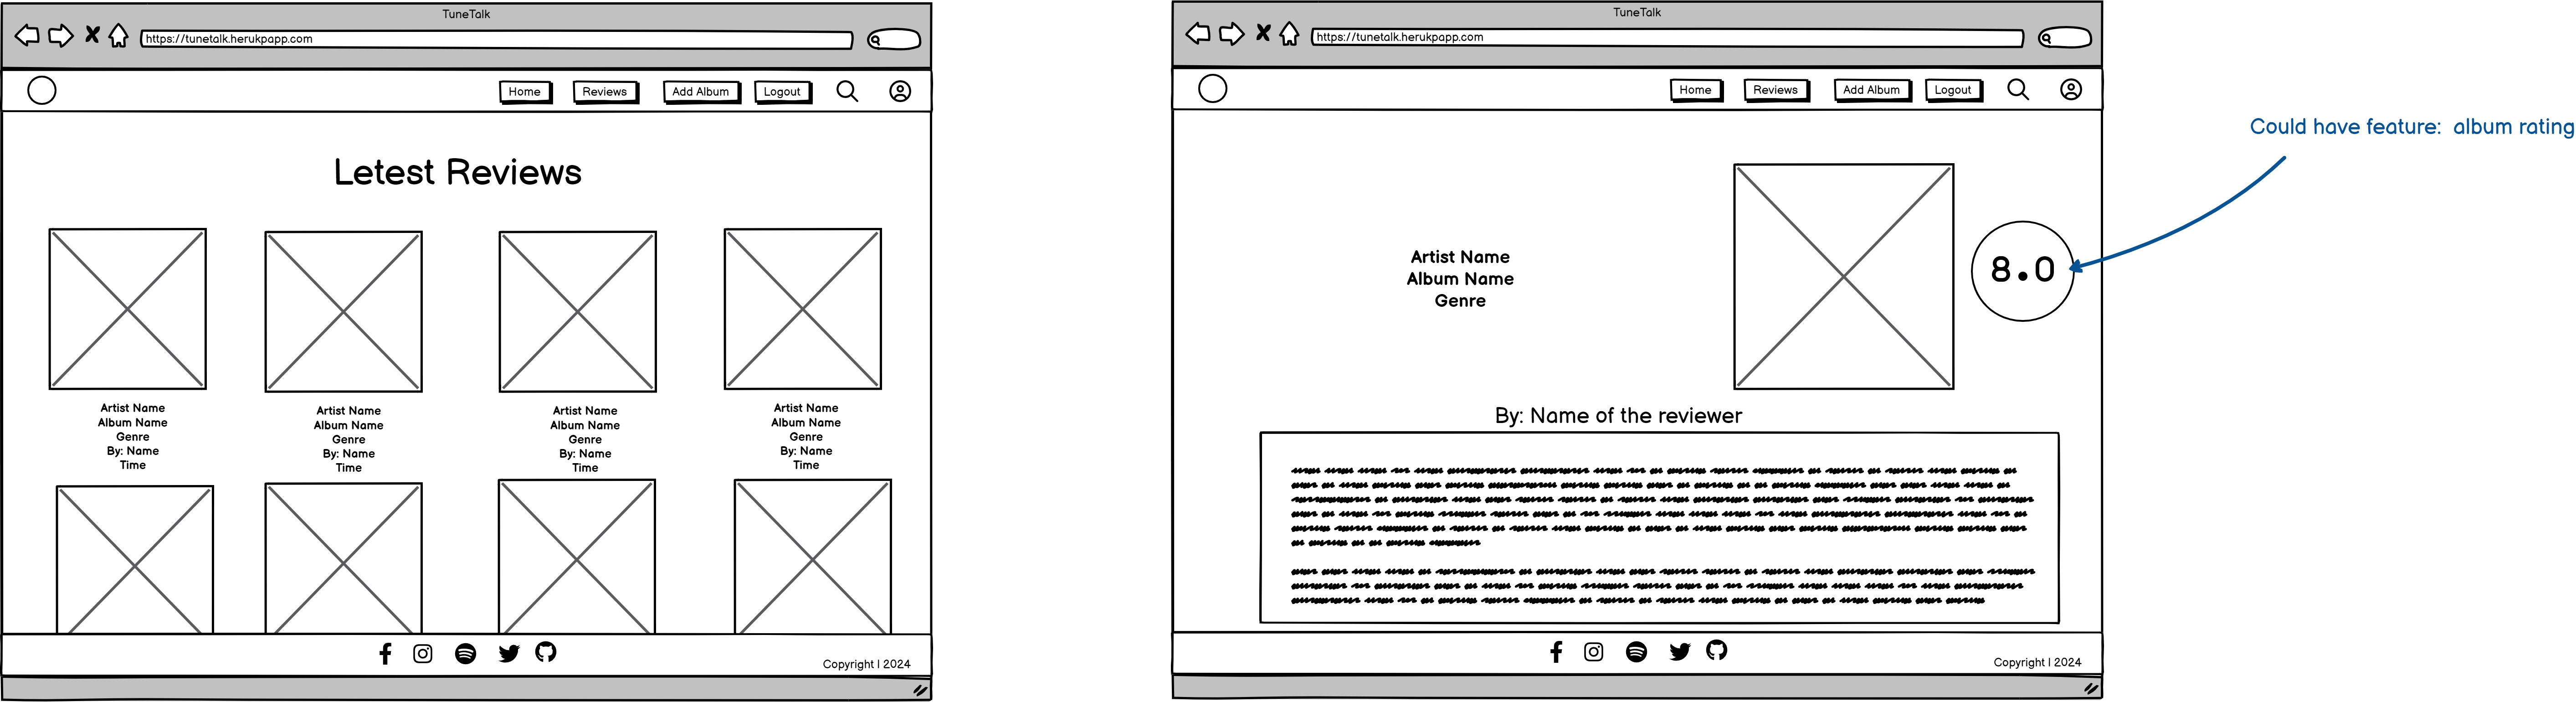 TuneTalk
https://tunetalk.herukpapp.com
Home Reviews Add Album Logout
Letest Reviews
Artist Name
Album Name
Genre
By: Name
Time
Artist Name
Album Name
Genre
By: Name
Time
Artist Name
Album Name
Genre
By: Name
Time
Artist Name
Album Name
Genre
By: Name
Time
Copyright | 2024
TuneTalk
https://tunetalk.herukpapp.com
Home Reviews Add Album Logout
Artist Name
Album Name
Genre
8.0
By: Name of the reviewer
Copyright | 2024
Could have feature: album rating